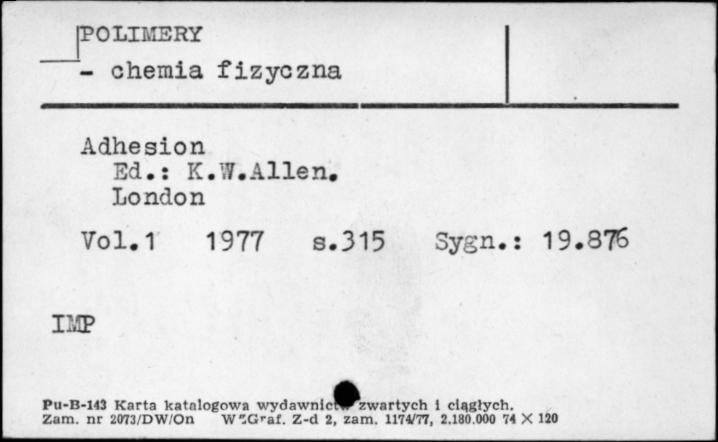 POLIMERY
- chemia fizyczna
Adhesion
Ed.: K.W.Allen.
London
Vol.1 1977 s.315 Sygn.: 19.876
IMP
Pu-B-143 Karta katalogowa wydawnictw zwartych i ciągłych.
Zam. nr 2073/DW/On Z-d 2, zam. 1174/77, 2.180.000 74 X 120